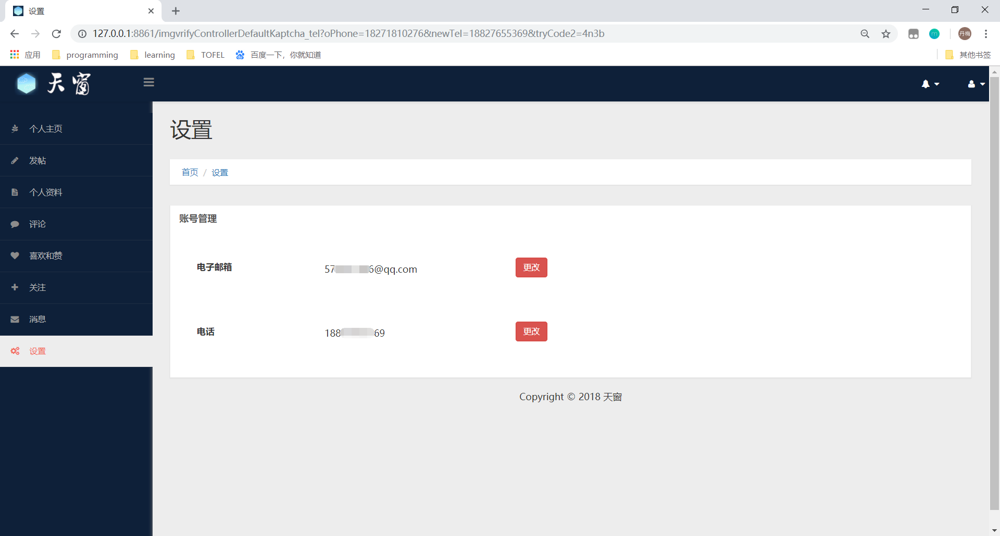 设置
127.0.0.1:8861/imgvrifyControllerDefaultKaptcha_tel?oPhone=18271810276&newTel=18827655369&tryCode2=4n3b
丹梅
应用 programming learning TOFEL 百度一下，你就知道 其他书签
天窗
个人主页
发帖
个人资料
评论
喜欢和赞
关注
消息
设置
设置
首页 / 设置
账号管理
电子邮箱 57 6@qq.com 更改
电话 188 69 更改
Copyright © 2018 天窗